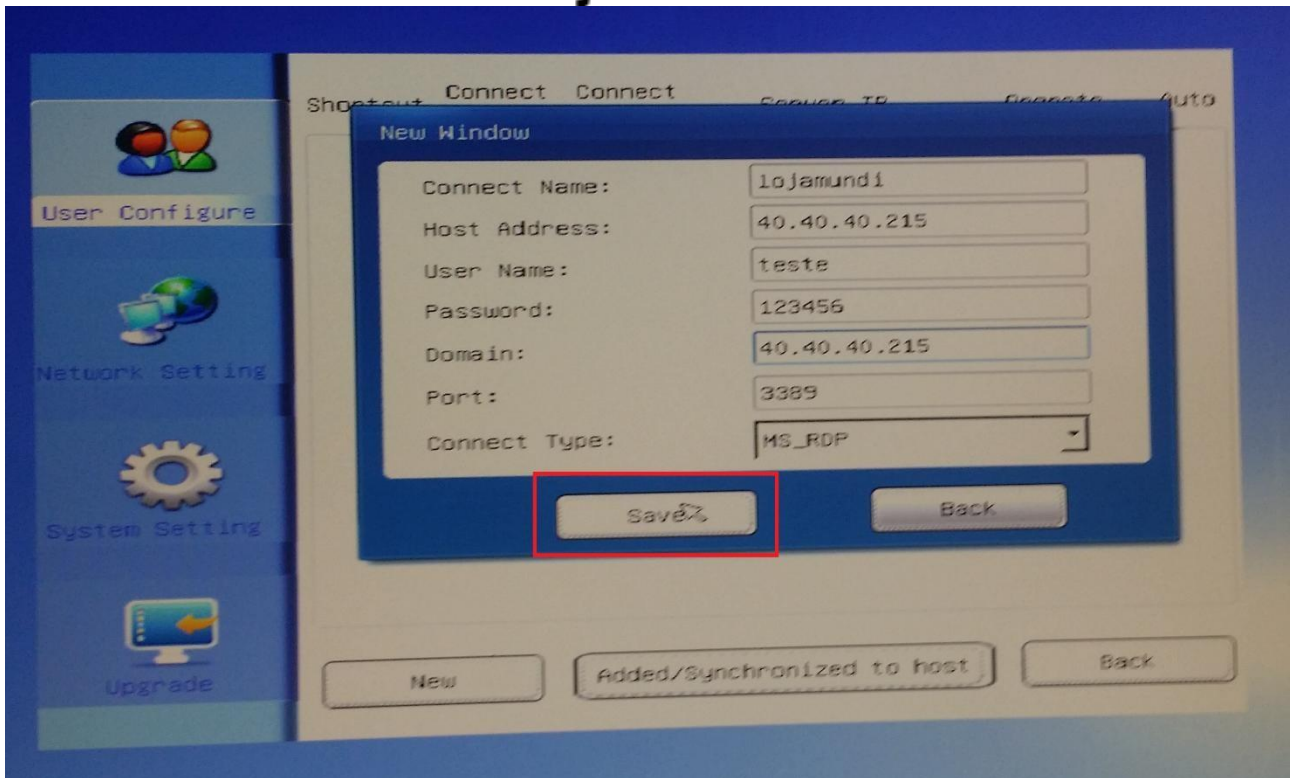 Connect Connect
Auto
New Window
Connect Name: lojamundi
Host Address: 40.40.40.215
User Name: teste
Password: 123456
Domain: 40.40.40.215
Port: 3389
Connect Type: MS_RDP
Save
Back
User Configure
Network Setting
System Setting
Upgrade
New
Added/Synchronized to host
Back